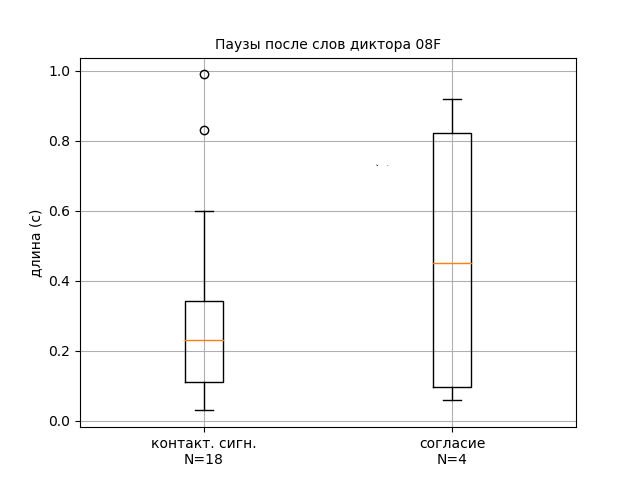 Паузы после слов диктора 08F
длина (с)
1.0
0.8
0.6
0.4
0.2
0.0
контакт. сигн.
N=18
согласие
N=4